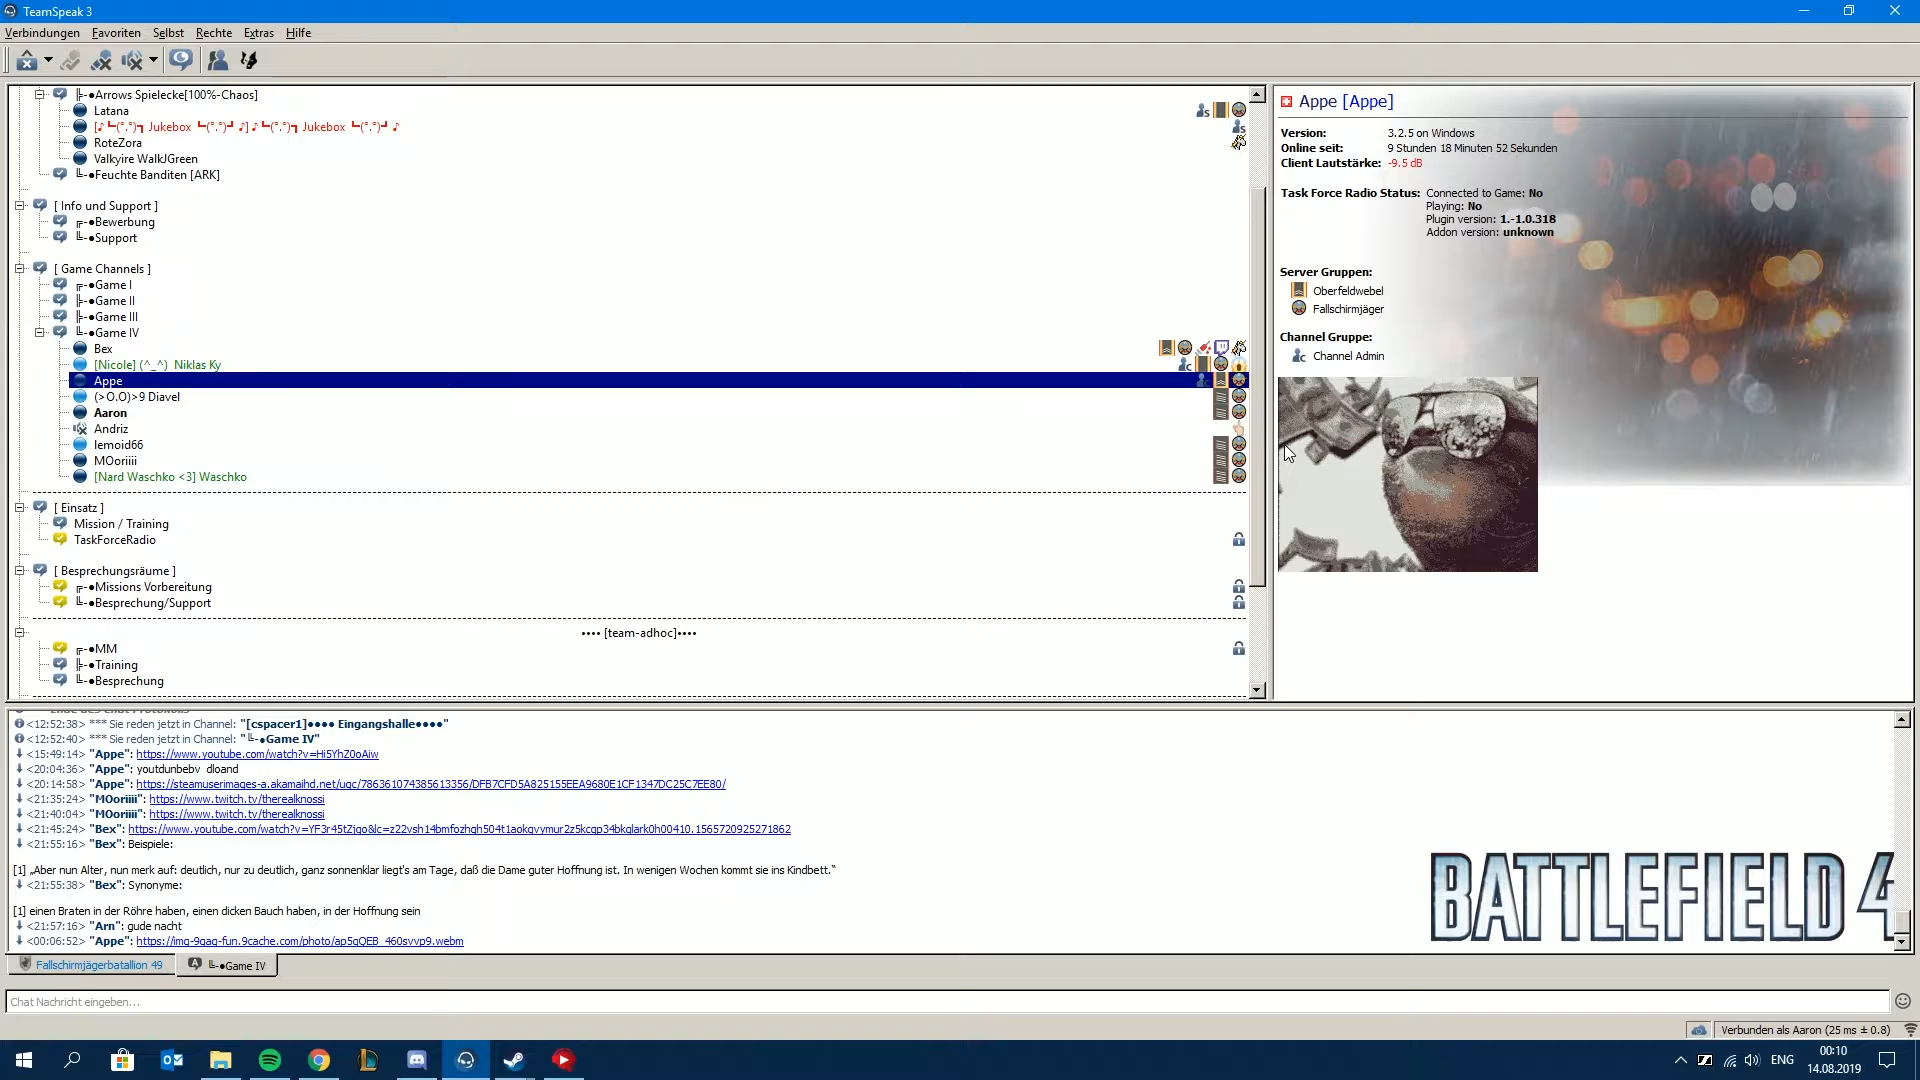 TeamSpeak 3
Verbindungen Favoriten Selbst Rechte Extras Hilfe
╠-●Arrows Spielecke[100%-Chaos]
Latana
[♪┗(°.°)┓ Jukebox ┗(°.°)┛ ♪] ♪┗(°.°)┓ Jukebox ┗(°.°)┛ ♪
RoteZora
Valkyire WalkJGreen
╚-●Feuchte Banditen [ARK]
[ Info und Support ]
╔-●Bewerbung
╚-●Support
[ Game Channels ]
╔-●Game I
╠-●Game II
╠-●Game III
╚-●Game IV
Bex
[Nicole] (^_^) Niklas Ky
Appe
(>O.O)>9 Diavel
Aaron
Andriz
lemoid66
MOoriiii
[Nard Waschko <3] Waschko
[ Einsatz ]
Mission / Training
TaskForceRadio
[ Besprechungsräume ]
╔-●Missions Vorbereitung
╚-●Besprechung/Support
•••• [team-adhoc]••••
╔-●MM
╠-●Training
╚-●Besprechung
Appe [Appe]
Version: 3.2.5 on Windows
Online seit: 9 Stunden 18 Minuten 52 Sekunden
Client Lautstärke: -9.5 dB
Task Force Radio Status: Connected to Game: No
Playing: No
Plugin version: 1.-1.0.318
Addon version: unknown
Server Gruppen:
Oberfeldwebel
Fallschirmjäger
Channel Gruppe:
Channel Admin
<12:52:38> *** Sie reden jetzt in Channel: "[cspacer1]●●●● Eingangshalle●●●●"
<12:52:40> *** Sie reden jetzt in Channel: "╚-●Game IV"
<15:49:14> "Appe": https://www.youtube.com/watch?v=Hi5YhZ0oAiw
<20:04:36> "Appe": youtdunbebv dloand
<20:14:58> "Appe": https://steamuserimages-a.akamaihd.net/ugc/786361074385613356/DFB7CFD5A825155EEA9680E1CF1347DC25C7EE80/
<21:35:24> "MOoriiii": https://www.twitch.tv/therealknossi
<21:40:04> "MOoriiii": https://www.twitch.tv/therealknossi
<21:45:24> "Bex": https://www.youtube.com/watch?v=YF3r45tZjgo&lc=z22vsh14bmfozhgh504t1aokgvymur2z5kcgp34bkglark0h00410.1565720925271862
<21:55:16> "Bex": Beispiele:
[1] „Aber nun Alter, nun merk auf: deutlich, nur zu deutlich, ganz sonnenklar liegt's am Tage, daß die Dame guter Hoffnung ist. In wenigen Wochen kommt sie ins Kindbett.“
<21:55:38> "Bex": Synonyme:
[1] einen Braten in der Röhre haben, einen dicken Bauch haben, in der Hoffnung sein
<21:57:16> "Arn": gude nacht
<00:06:52> "Appe": https://img-9gag-fun.9cache.com/photo/ap5gQEB_460svvp9.webm
BATTLEFIELD 4
Fallschirmjägerbatallion 49
╚-●Game IV
Chat Nachricht eingeben...
Verbunden als Aaron (25 ms ± 0.8)
ENG
00:10
14.08.2019